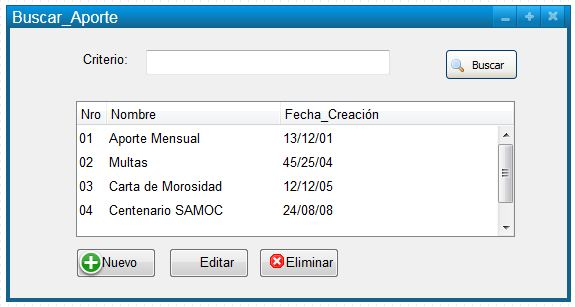 Buscar_Aporte
Criterio:
Buscar
Nro Nombre Fecha_Creación
01 Aporte Mensual 13/12/01
02 Multas 45/25/04
03 Carta de Morosidad 12/12/05
04 Centenario SAMOC 24/08/08
Nuevo Editar Eliminar